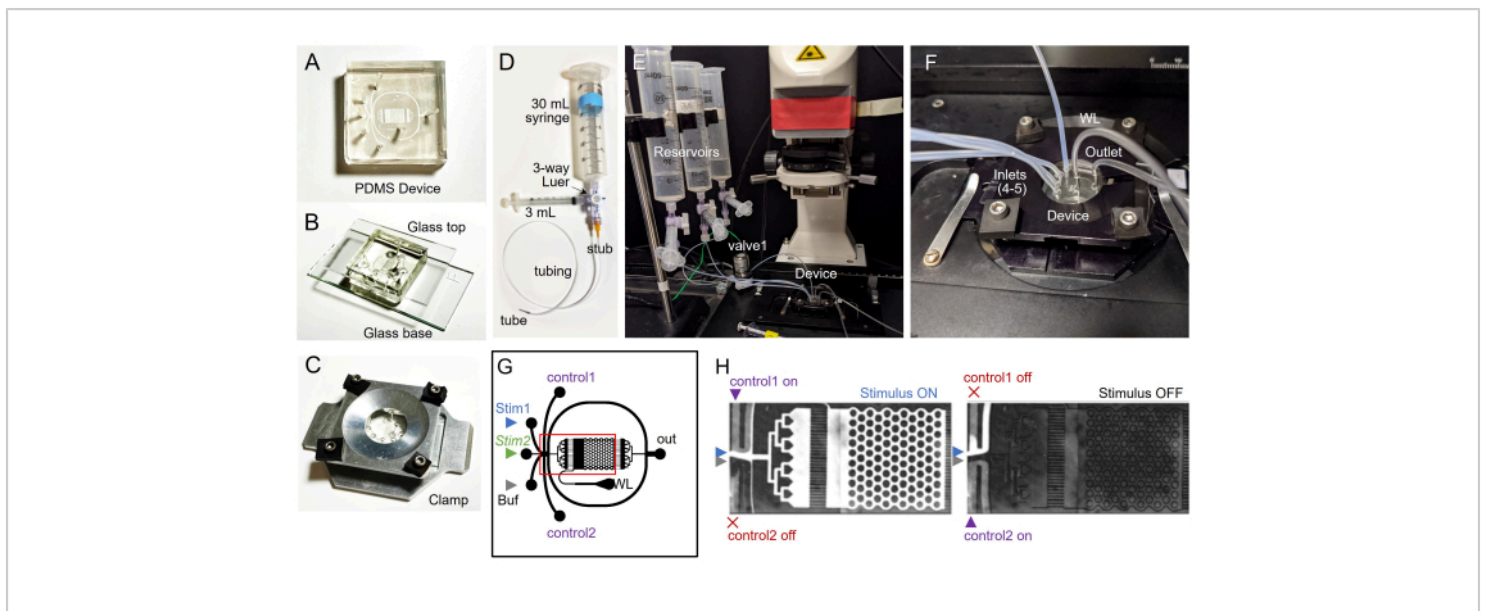 A
PDMS Device
B
Glass top
Glass base
C
Clamp
D
30 mL
syringe
3-way
Luer
3 mL
stub
tubing
tube
E
Reservoirs
valve1
Device
F
WL
Outlet
Inlets
(4-5)
Device
G
control1
Stim1
Stim2
Buf
out
WL
control2
H
control1 on
Stimulus ON
control2 off
control1 off
Stimulus OFF
control2 on